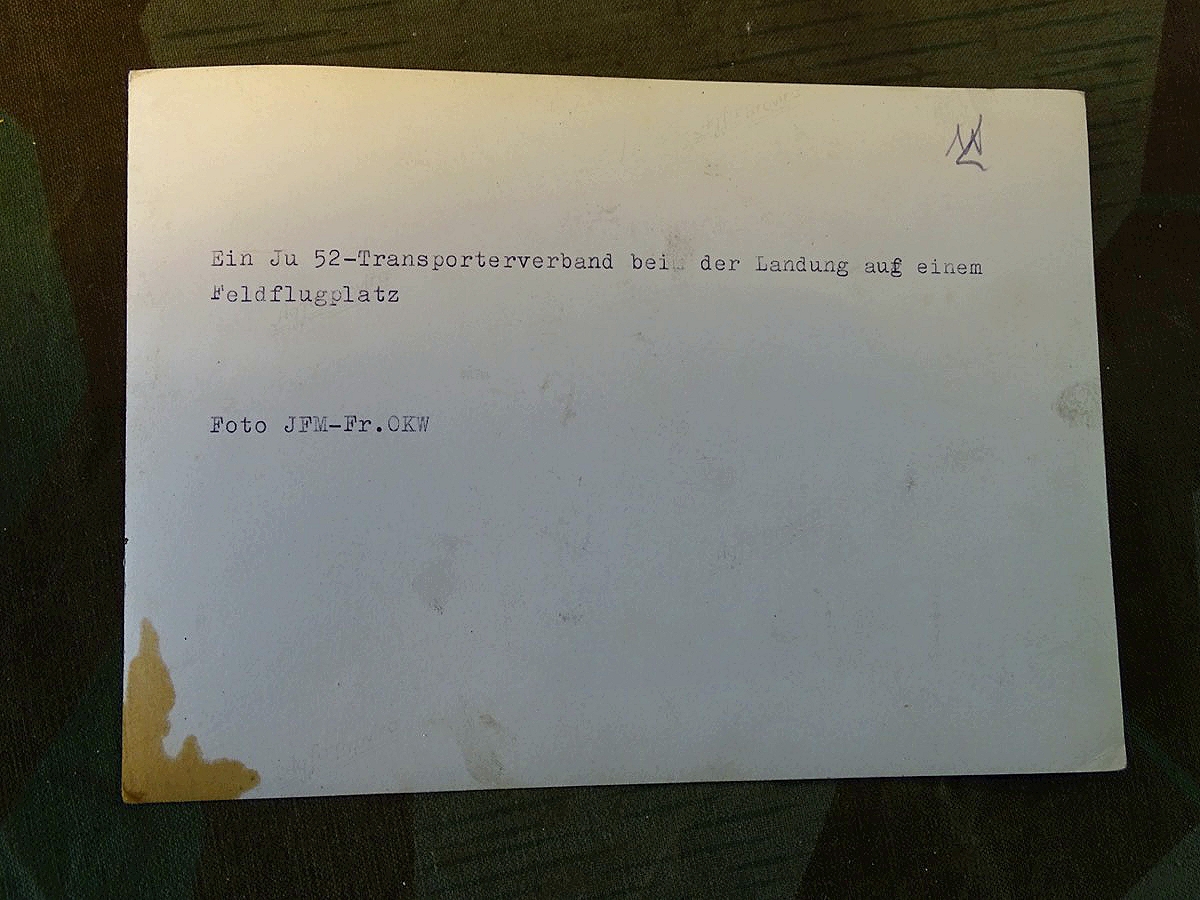 Ein Ju 52-Transporterverband bei der Landung auf einem
Feldflugplatz
Foto JFM-Fr.OKW